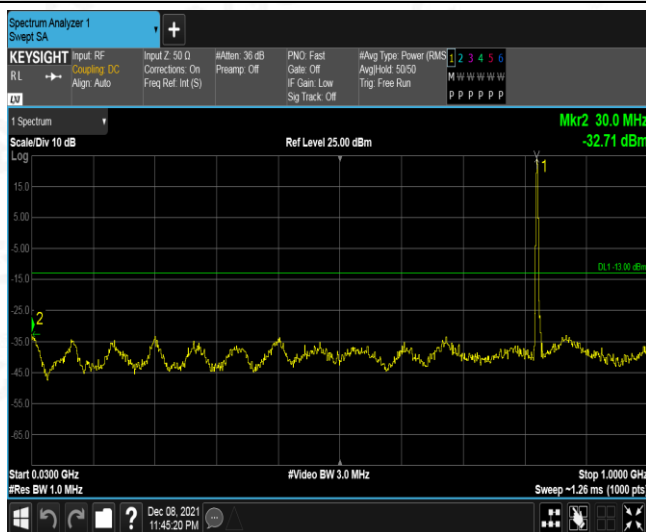 Spectrum Analyzer 1
Swept SA
+
KEYSIGHT Input: RF
RL
Coupling: DC
Align: Auto
LXI
Input Z: 50 Ω
Corrections: On
Freq Ref: Int (S)
#Atten: 36 dB
Preamp: Off
PNO: Fast
Gate: Off
IF Gain: Low
Sig Track: Off
#Avg Type: Power (RMS
Avg|Hold: 50/50
Trig: Free Run
1 2 3 4 5 6
M W W W W W
P P P P P P
1 Spectrum
Scale/Div 10 dB
Ref Level 25.00 dBm
Mkr2 30.0 MHz
-32.71 dBm
Log
1
15.0
5.00
-5.00
DL1 -13.00 dBm
-15.0
-25.0
2
-35.0
-45.0
-55.0
-65.0
Start 0.0300 GHz
#Video BW 3.0 MHz
Stop 1.0000 GHz
#Res BW 1.0 MHz
Sweep ~1.26 ms (1000 pts)
?
Dec 08, 2021
11:45:20 PM